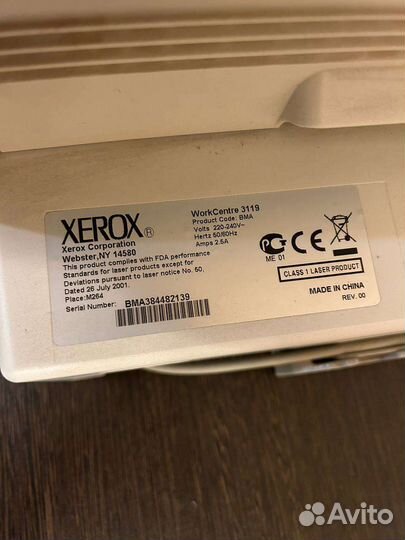 XEROX®
Xerox Corporation
Webster,NY 14580
WorkCentre 3119
Product Code: BMA
Volts 220-240V~
Hertz 50/60Hz
Amps 2.5A
This product complies with FDA performance
Standards for laser products except for
Deviations pursuant to laser notice No. 50,
Dated 26 July 2001.
Place:M264
Serial Number:
BMA384482139
ME 01
CE
CLASS 1 LASER PRODUCT
MADE IN CHINA
REV. 00
Avito